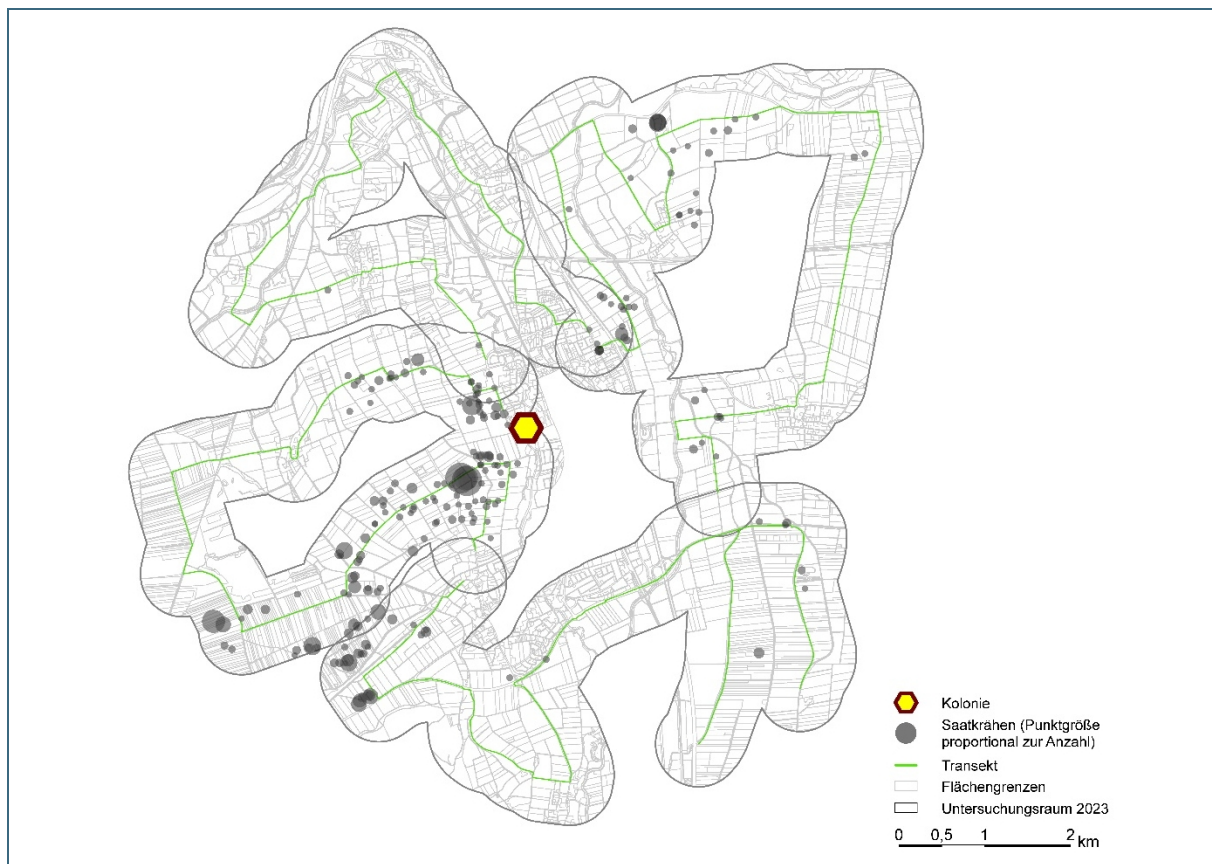 Kolonie
Saatkrähen (Punktgröße
proportional zur Anzahl)
Transekt
Flächengrenzen
Untersuchungsraum 2023
0 0,5 1 2 km